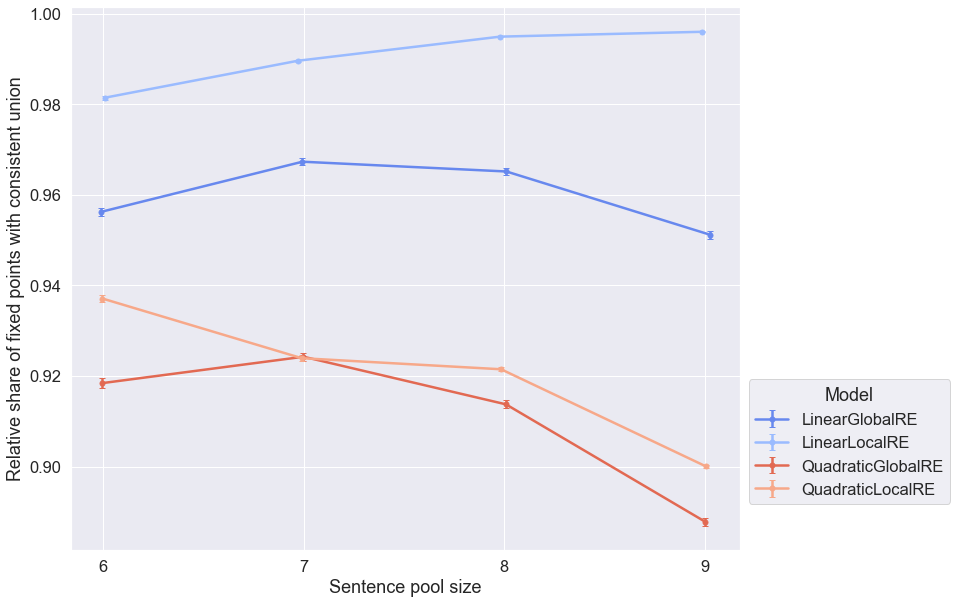 Relative share of fixed points with consistent union
1.00
0.98
0.96
0.94
0.92
0.90
6
7
8
9
Sentence pool size
Model
LinearGlobalRE
LinearLocalRE
QuadraticGlobalRE
QuadraticLocalRE